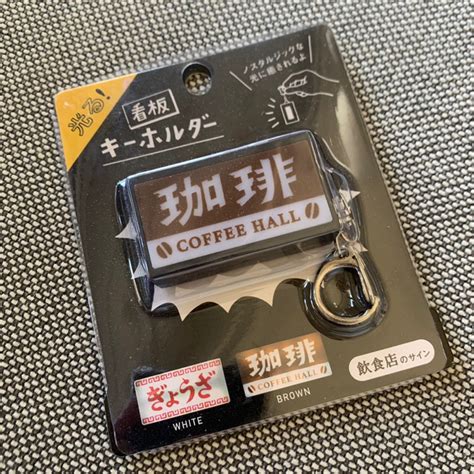 光る!
看板
キーホルダー
ノスタルジックな
光に癒されるよ
珈琲
COFFEE HALL
ぎょうざ
WHITE
珈琲
COFFEE HALL
BROWN
飲食店のサイン